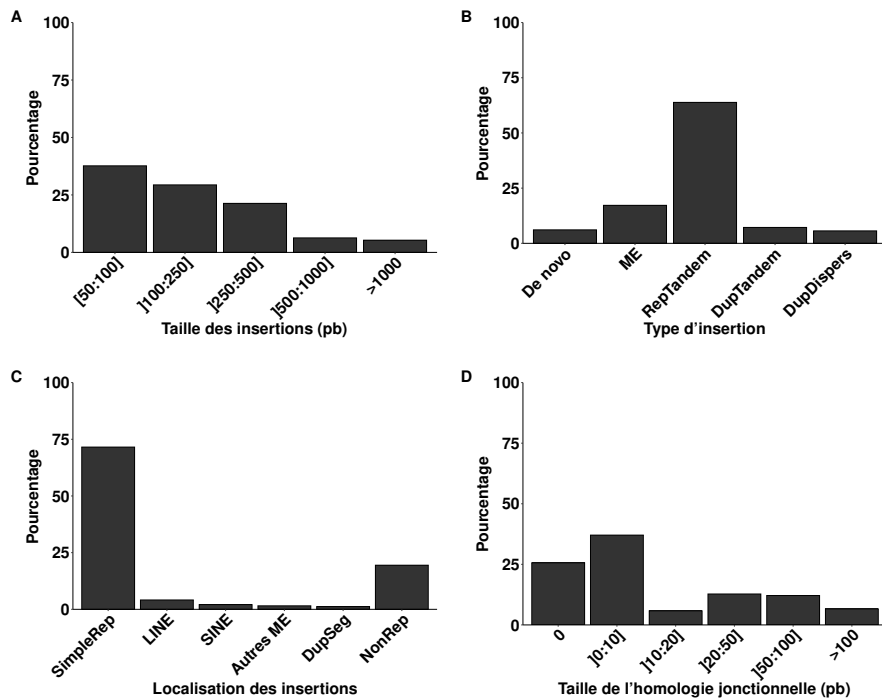 A
Pourcentage
100
75
50
25
0
[50:100]
]100:250]
]250:500]
]500:1000]
>1000
Taille des insertions (pb)
B
Pourcentage
100
75
50
25
0
De novo
ME
RepTandem
DupTandem
DupDispers
Type d'insertion
C
Pourcentage
100
75
50
25
0
SimpleRep
LINE
SINE
Autres ME
DupSeg
NonRep
Localisation des insertions
D
Pourcentage
100
75
50
25
0
0
]0:10]
]10:20]
]20:50]
]50:100]
>100
Taille de l'homologie jonctionnelle (pb)